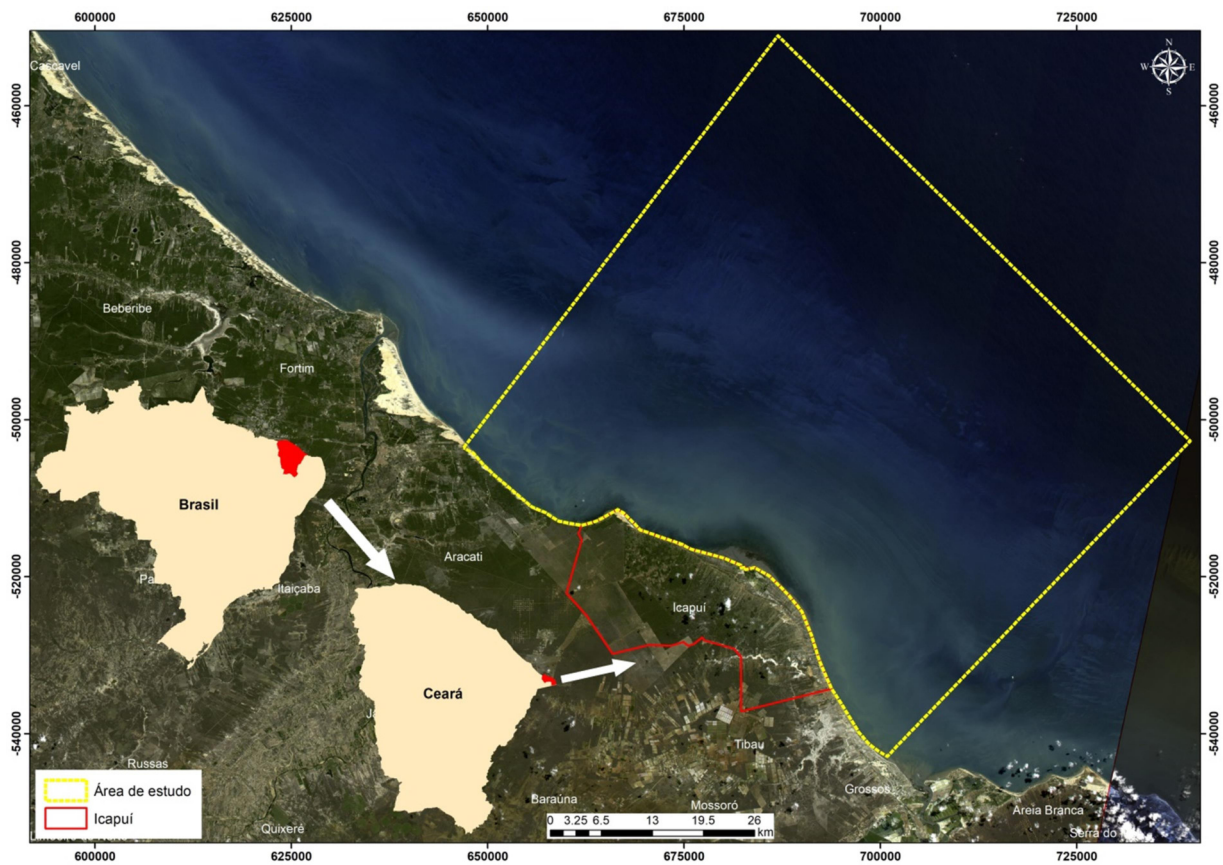 600000 625000 650000 675000 700000 725000
N
W E
S
Cascavel
-460000 -460000
-480000 -480000
Beberibe
Fortim
-500000 -500000
Brasil
Aracati
-520000 -520000
Itaiçaba
Icapuí
Ceará
-540000 -540000
Tibau
Russas
Grossos
Baraúna
Mossoró
Areia Branca
Serra do
Quixeré
Área de estudo
Icapuí
0 3.25 6.5 13 19.5 26
km
600000 625000 650000 675000 700000 725000